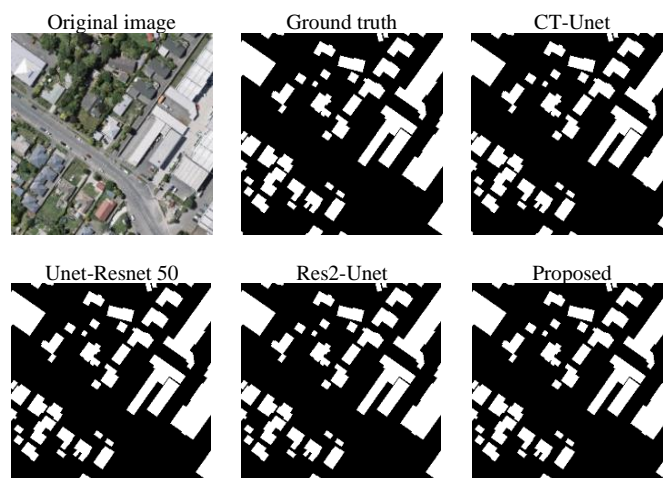 Original image
Ground truth
CT-Unet
Unet-Resnet 50
Res2-Unet
Proposed